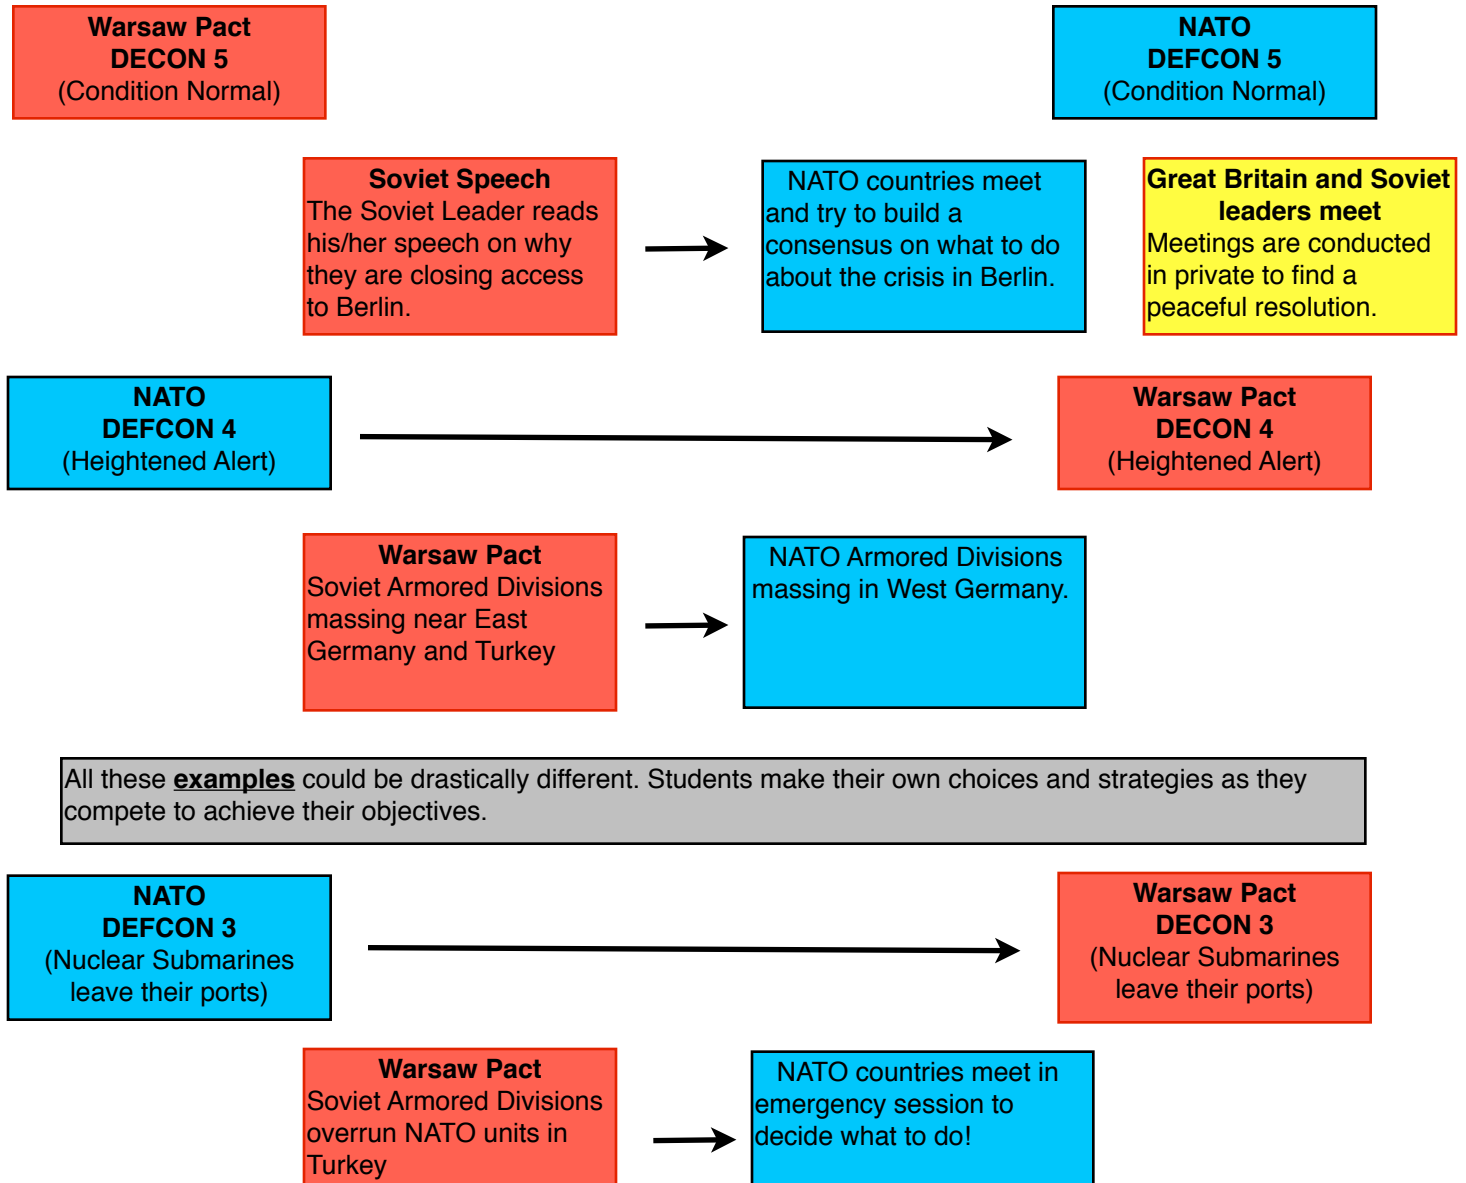 Warsaw Pact
DECON 5
(Condition Normal)
NATO
DEFCON 5
(Condition Normal)
Soviet Speech
The Soviet Leader reads
his/her speech on why
they are closing access
to Berlin.
NATO countries meet
and try to build a
consensus on what to do
about the crisis in Berlin.
Great Britain and Soviet
leaders meet
Meetings are conducted
in private to find a
peaceful resolution.
NATO
DEFCON 4
(Heightened Alert)
Warsaw Pact
DECON 4
(Heightened Alert)
Warsaw Pact
Soviet Armored Divisions
massing near East
Germany and Turkey
NATO Armored Divisions
massing in West Germany.
All these examples could be drastically different. Students make their own choices and strategies as they
compete to achieve their objectives.
NATO
DEFCON 3
(Nuclear Submarines
leave their ports)
Warsaw Pact
DECON 3
(Nuclear Submarines
leave their ports)
Warsaw Pact
Soviet Armored Divisions
overrun NATO units in
Turkey
NATO countries meet in
emergency session to
decide what to do!